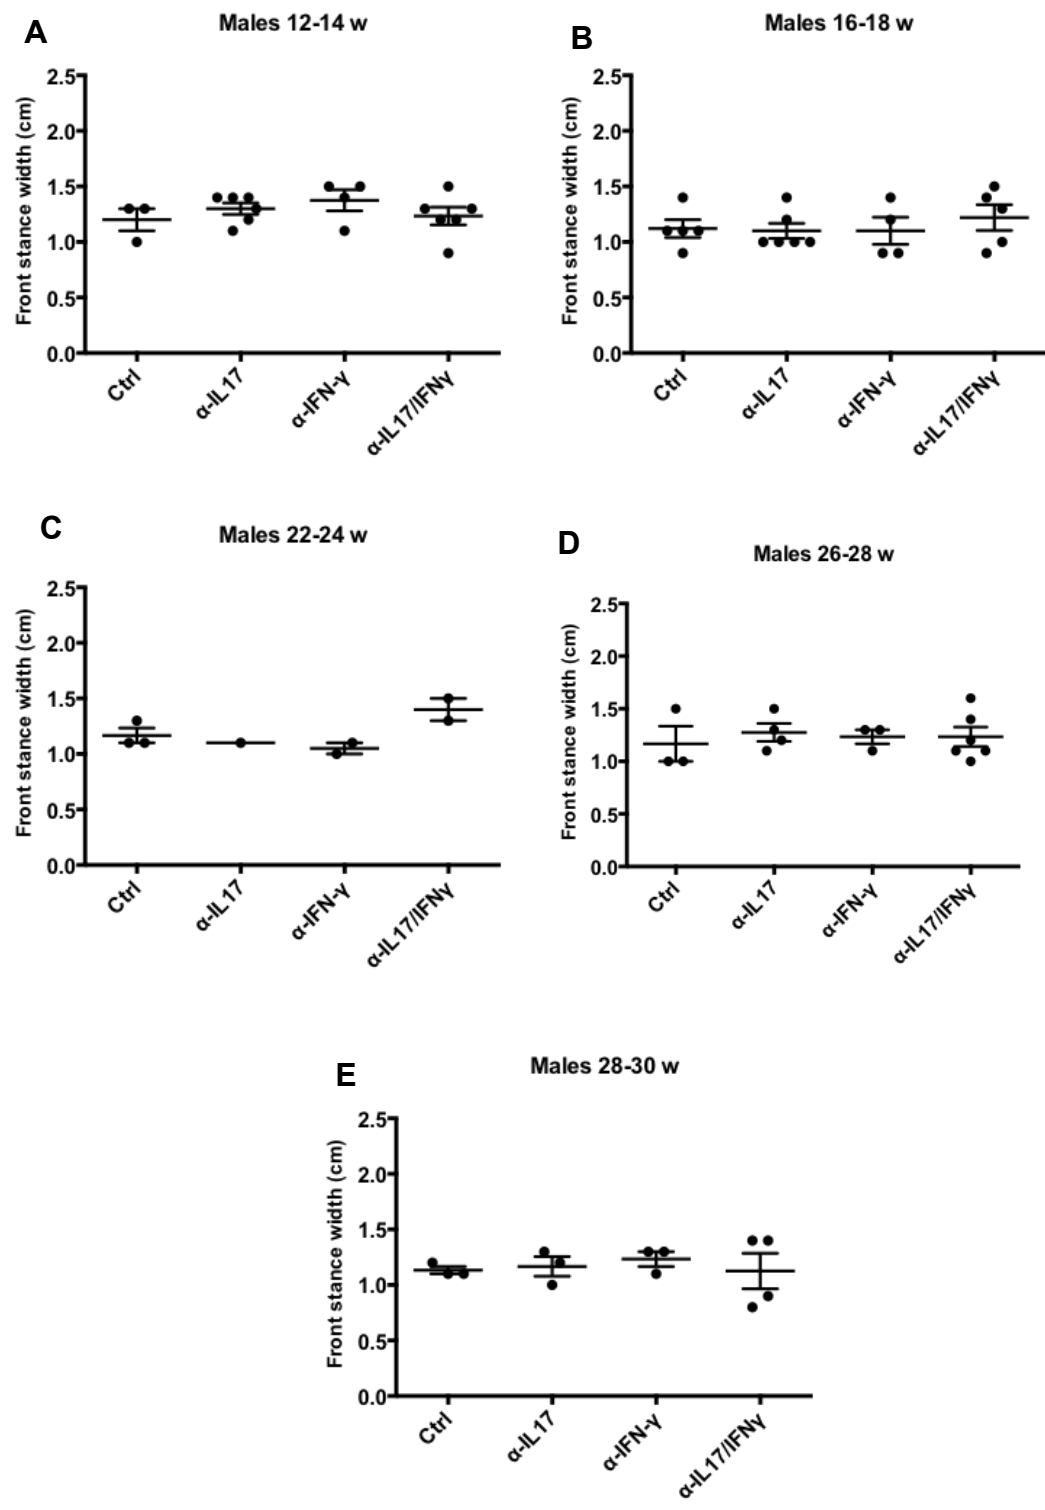 A
Males 12-14 w
Front stance width (cm)
2.5
2.0
1.5
1.0
0.5
0.0
Ctrl
α-IL17
α-IFN-γ
α-IL17/IFNγ
B
Males 16-18 w
Front stance width (cm)
2.5
2.0
1.5
1.0
0.5
0.0
Ctrl
α-IL17
α-IFN-γ
α-IL17/IFNγ
C
Males 22-24 w
Front stance width (cm)
2.5
2.0
1.5
1.0
0.5
0.0
Ctrl
α-IL17
α-IFN-γ
α-IL17/IFNγ
D
Males 26-28 w
Front stance width (cm)
2.5
2.0
1.5
1.0
0.5
0.0
Ctrl
α-IL17
α-IFN-γ
α-IL17/IFNγ
E
Males 28-30 w
Front stance width (cm)
2.5
2.0
1.5
1.0
0.5
0.0
Ctrl
α-IL17
α-IFN-γ
α-IL17/IFNγ